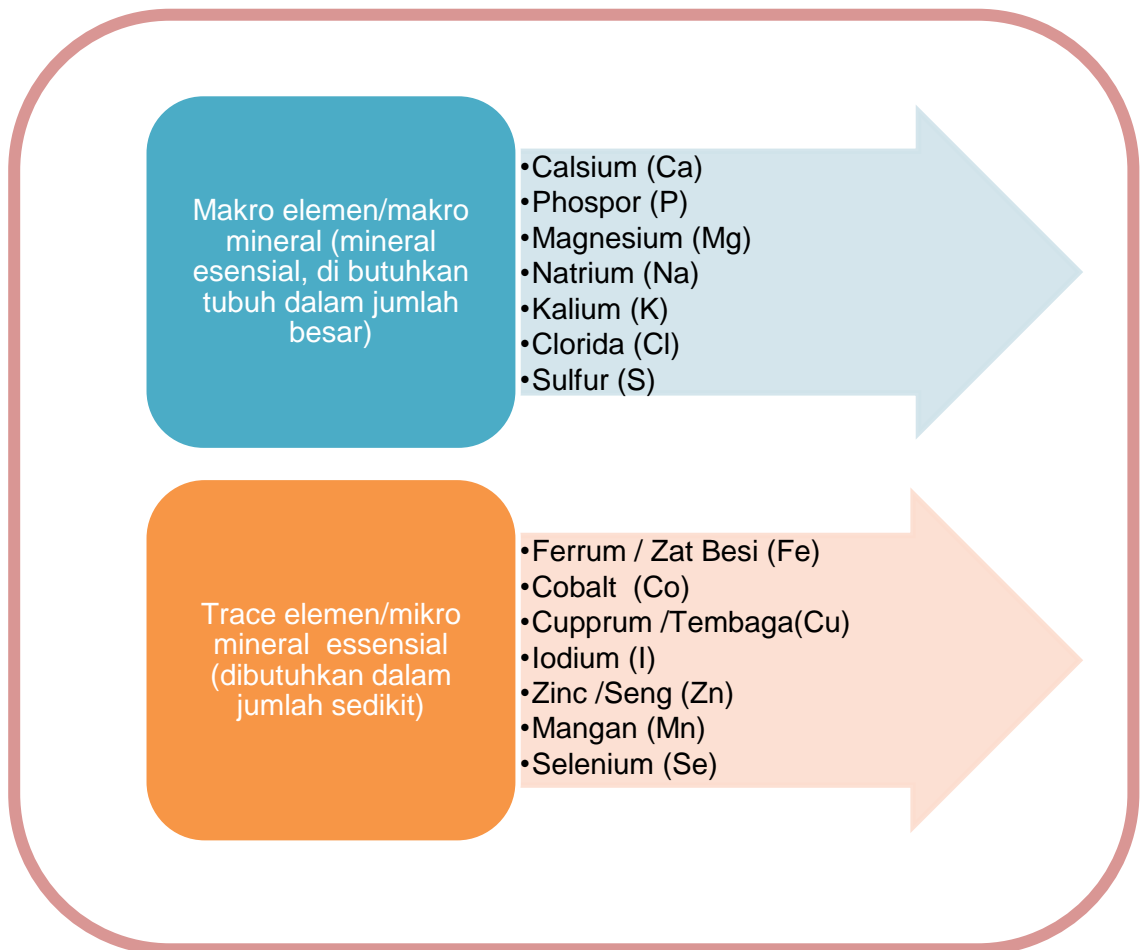 Makro elemen/makro
mineral (mineral
esensial, di butuhkan
tubuh dalam jumlah
besar)
•Calsium (Ca)
•Phospor (P)
•Magnesium (Mg)
•Natrium (Na)
•Kalium (K)
•Clorida (Cl)
•Sulfur (S)
Trace elemen/mikro
mineral  essensial
(dibutuhkan dalam
jumlah sedikit)
•Ferrum / Zat Besi (Fe)
•Cobalt  (Co)
•Cupprum /Tembaga(Cu)
•Iodium (I)
•Zinc /Seng (Zn)
•Mangan (Mn)
•Selenium (Se)